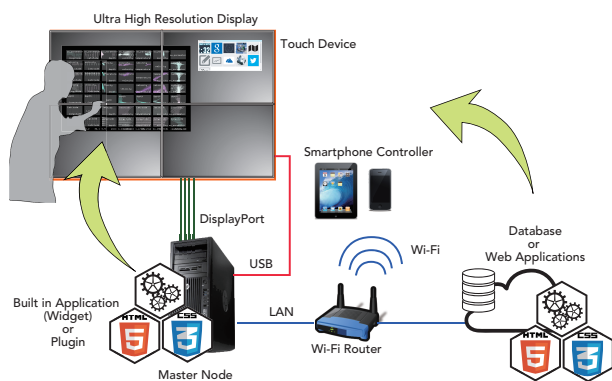 Ultra High Resolution Display
Touch Device
Smartphone Controller
DisplayPort
USB
Wi-Fi
Database
or
Web Applications
Built in Application
(Widget)
or
Plugin
HTML
5
CSS
3
LAN
Wi-Fi Router
Master Node
HTML
5
CSS
3